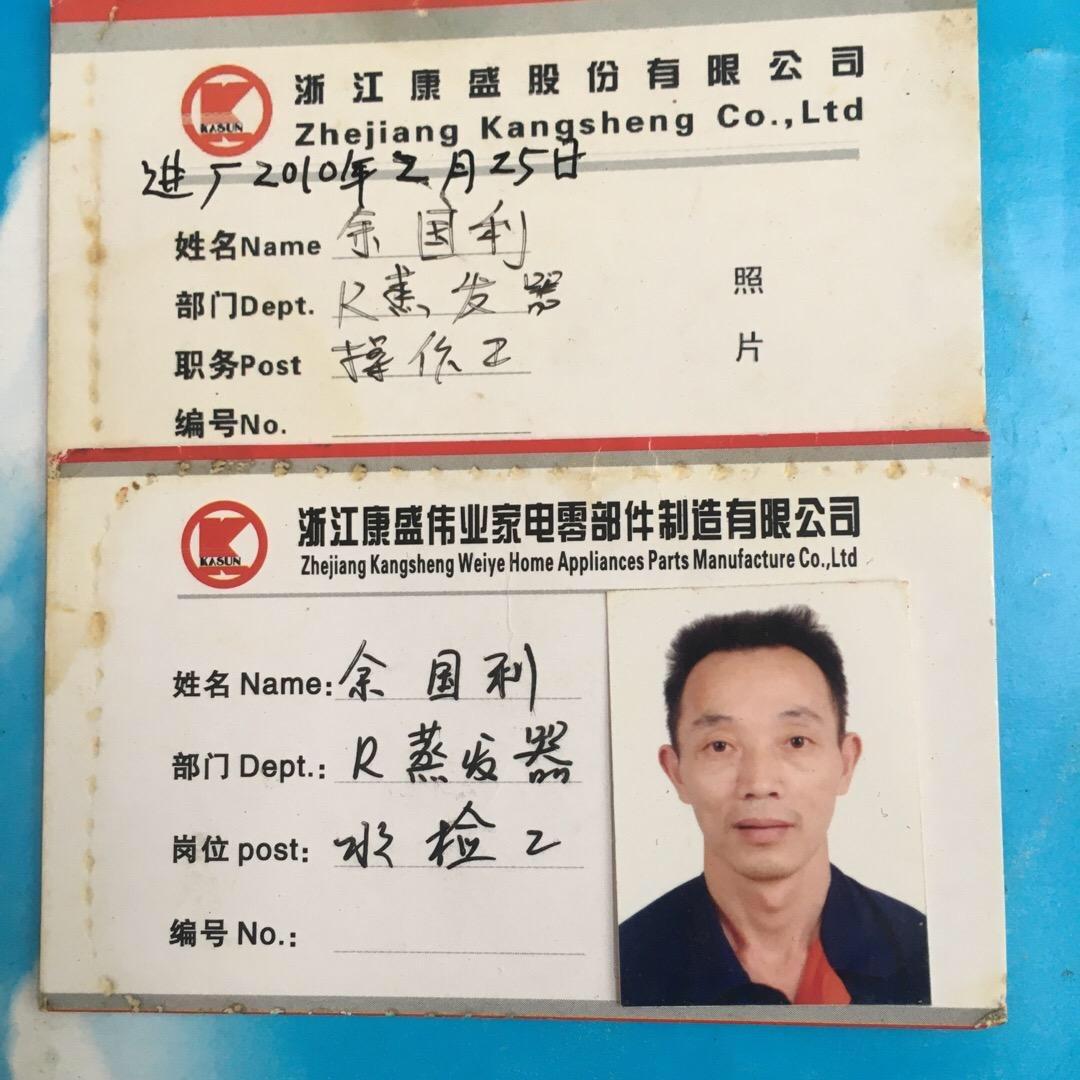 浙江康盛股份有限公司
KASUN
Zhejiang Kangsheng Co.,Ltd
进厂2010年2月25日
姓名Name 余国利
部门Dept. R蒸发器
照
职务Post 操作工
片
编号No.
浙江康盛伟业家电零部件制造有限公司
KASUN
Zhejiang Kangsheng Weiye Home Appliances Parts Manufacture Co.,Ltd
姓名 Name: 余国利
部门 Dept.: R蒸发器
岗位 post: 水检工
编号 No.: